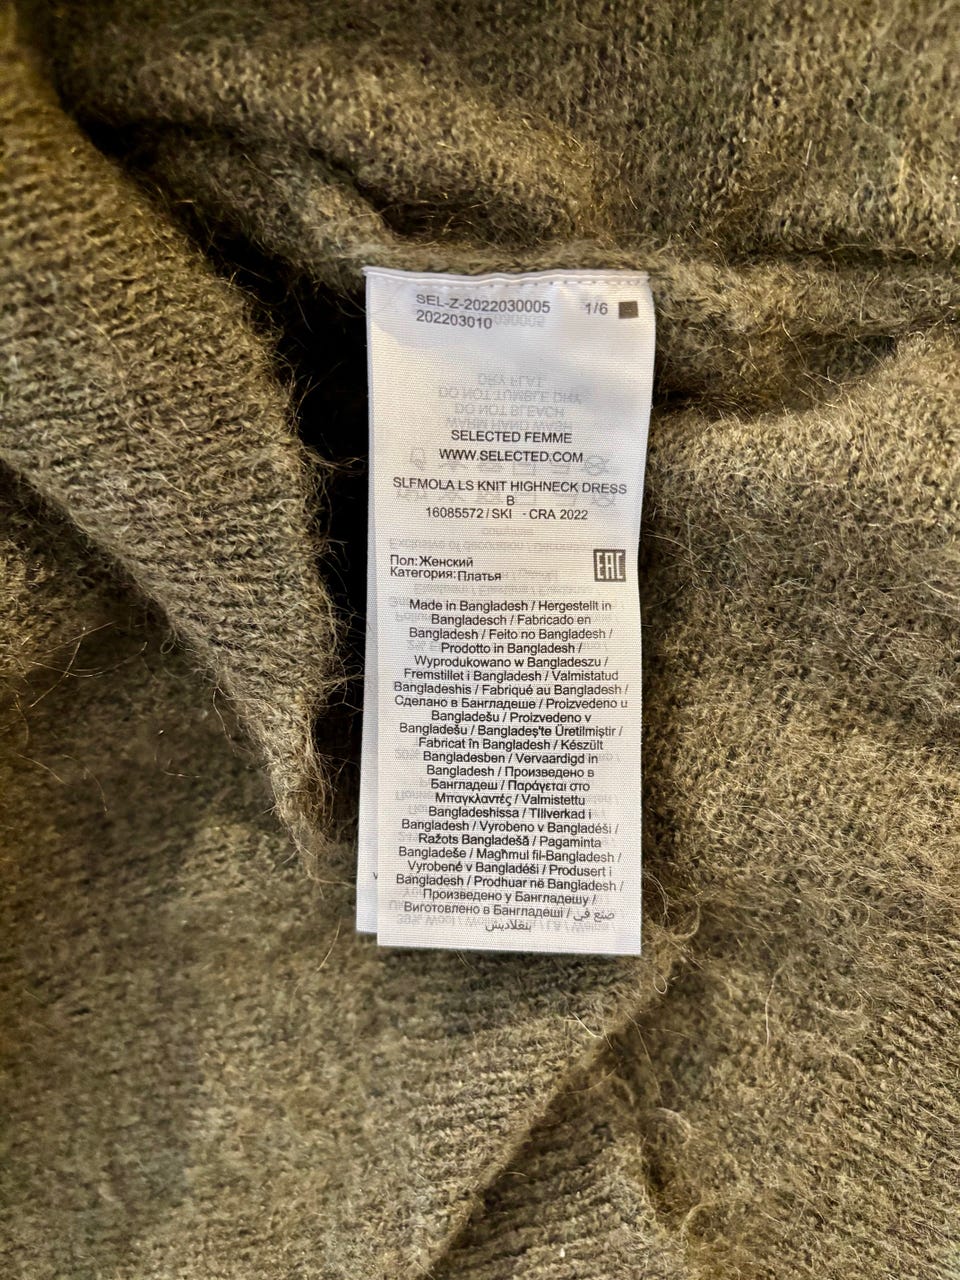 SEL-Z-2022030005 1/6
202203010
SELECTED FEMME
WWW.SELECTED.COM
SLFMOLA LS KNIT HIGHNECK DRESS
B
16085572/SKI - CRA 2022
Пол: Женский
Категория: Платья
EAC
Made in Bangladesh / Hergestellt in
Bangladesch / Fabricado en
Bangladesh / Feito no Bangladesh /
Prodotto in Bangladesh /
Wyprodukowano w Bangladeszu /
Fremstillet i Bangladesh / Valmistatud
Bangladeshis / Fabriqué au Bangladesh /
Сделано в Бангладеше / Proizvedeno u
Bangladešu / Proizvedeno v
Bangladešu / Bangladeş'te Üretilmiştir /
Fabricat în Bangladesh / Készült
Bangladesben / Vervaardigd in
Bangladesh / Произведено в
Бангладеш / Παράγεται στο
Μπαγκλαντές / Valmistettu
Bangladeshissa / Tillverkad i
Bangladesh / Vyrobeno v Bangladéši /
Ražots Bangladešā / Pagaminta
Bangladeše / Magħmul fil-Bangladesh /
Vyrobené v Bangladéši / Produsert i
Bangladesh / Prodhuar në Bangladesh /
Произведено у Бангладешу /
Виготовлено в Бангладеші / صنع في
بنغلاديش